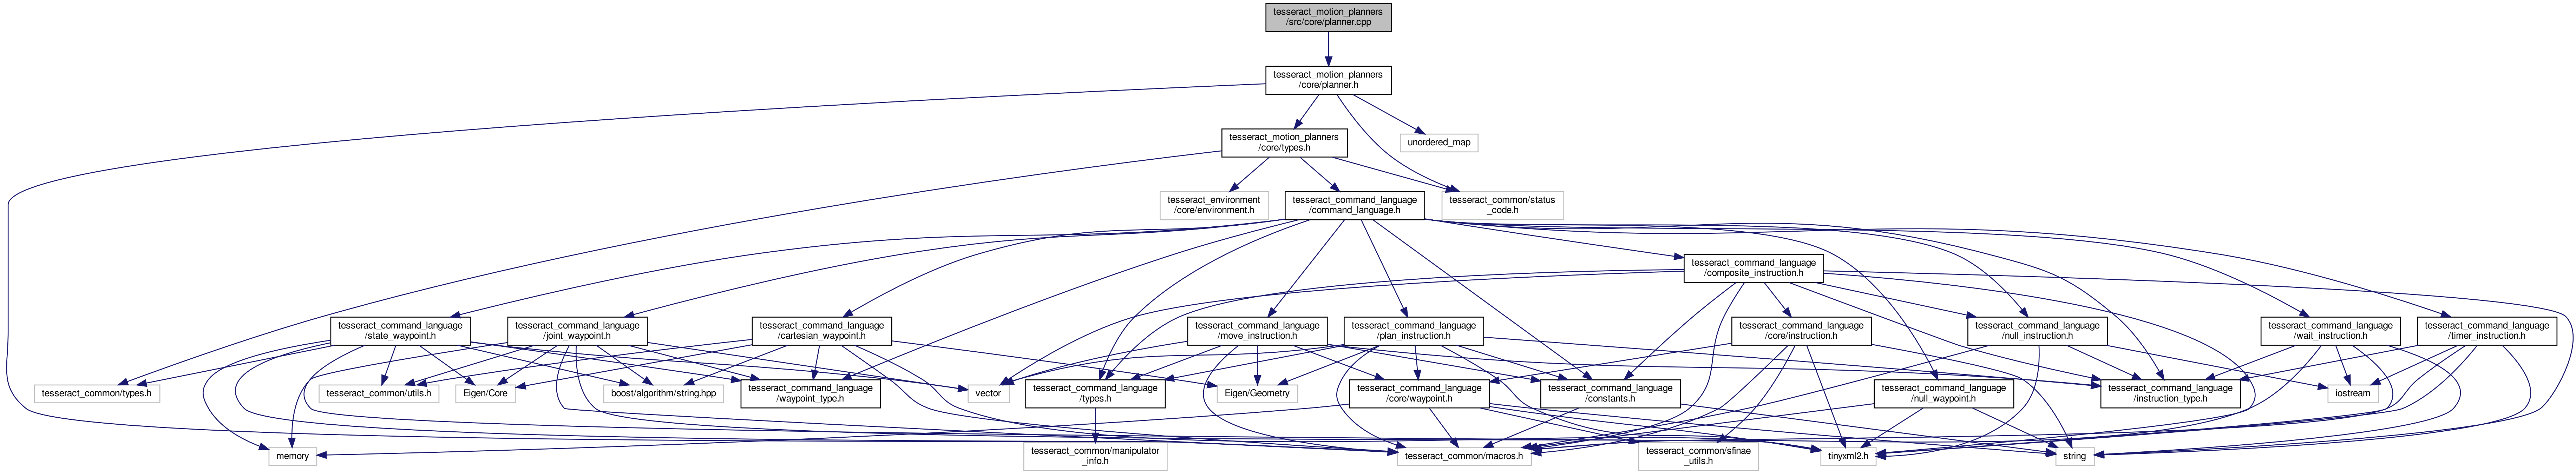 tesseract_motion_planners
/src/core/planner.cpp
tesseract_motion_planners
/core/planner.h
tesseract_motion_planners
/core/types.h
unordered_map
tesseract_environment
/core/environment.h
tesseract_command_language
/command_language.h
tesseract_common/status
_code.h
tesseract_command_language
/composite_instruction.h
tesseract_command_language
/state_waypoint.h
tesseract_command_language
/joint_waypoint.h
tesseract_command_language
/cartesian_waypoint.h
tesseract_command_language
/move_instruction.h
tesseract_command_language
/plan_instruction.h
tesseract_command_language
/core/instruction.h
tesseract_command_language
/null_instruction.h
tesseract_command_language
/wait_instruction.h
tesseract_command_language
/timer_instruction.h
tesseract_common/types.h
tesseract_common/utils.h
Eigen/Core
boost/algorithm/string.hpp
tesseract_command_language
/waypoint_type.h
vector
tesseract_command_language
/types.h
Eigen/Geometry
tesseract_command_language
/core/waypoint.h
tesseract_command_language
/constants.h
tesseract_command_language
/null_waypoint.h
tesseract_command_language
/instruction_type.h
iostream
memory
tesseract_common/manipulator
_info.h
tesseract_common/macros.h
tesseract_common/sfinae
_utils.h
tinyxml2.h
string